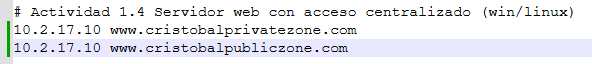 # Actividad 1.4 Servidor web con acceso centralizado (win/linux)
10.2.17.10 www.cristobalprivatezone.com
10.2.17.10 www.cristobalpubliczone.com